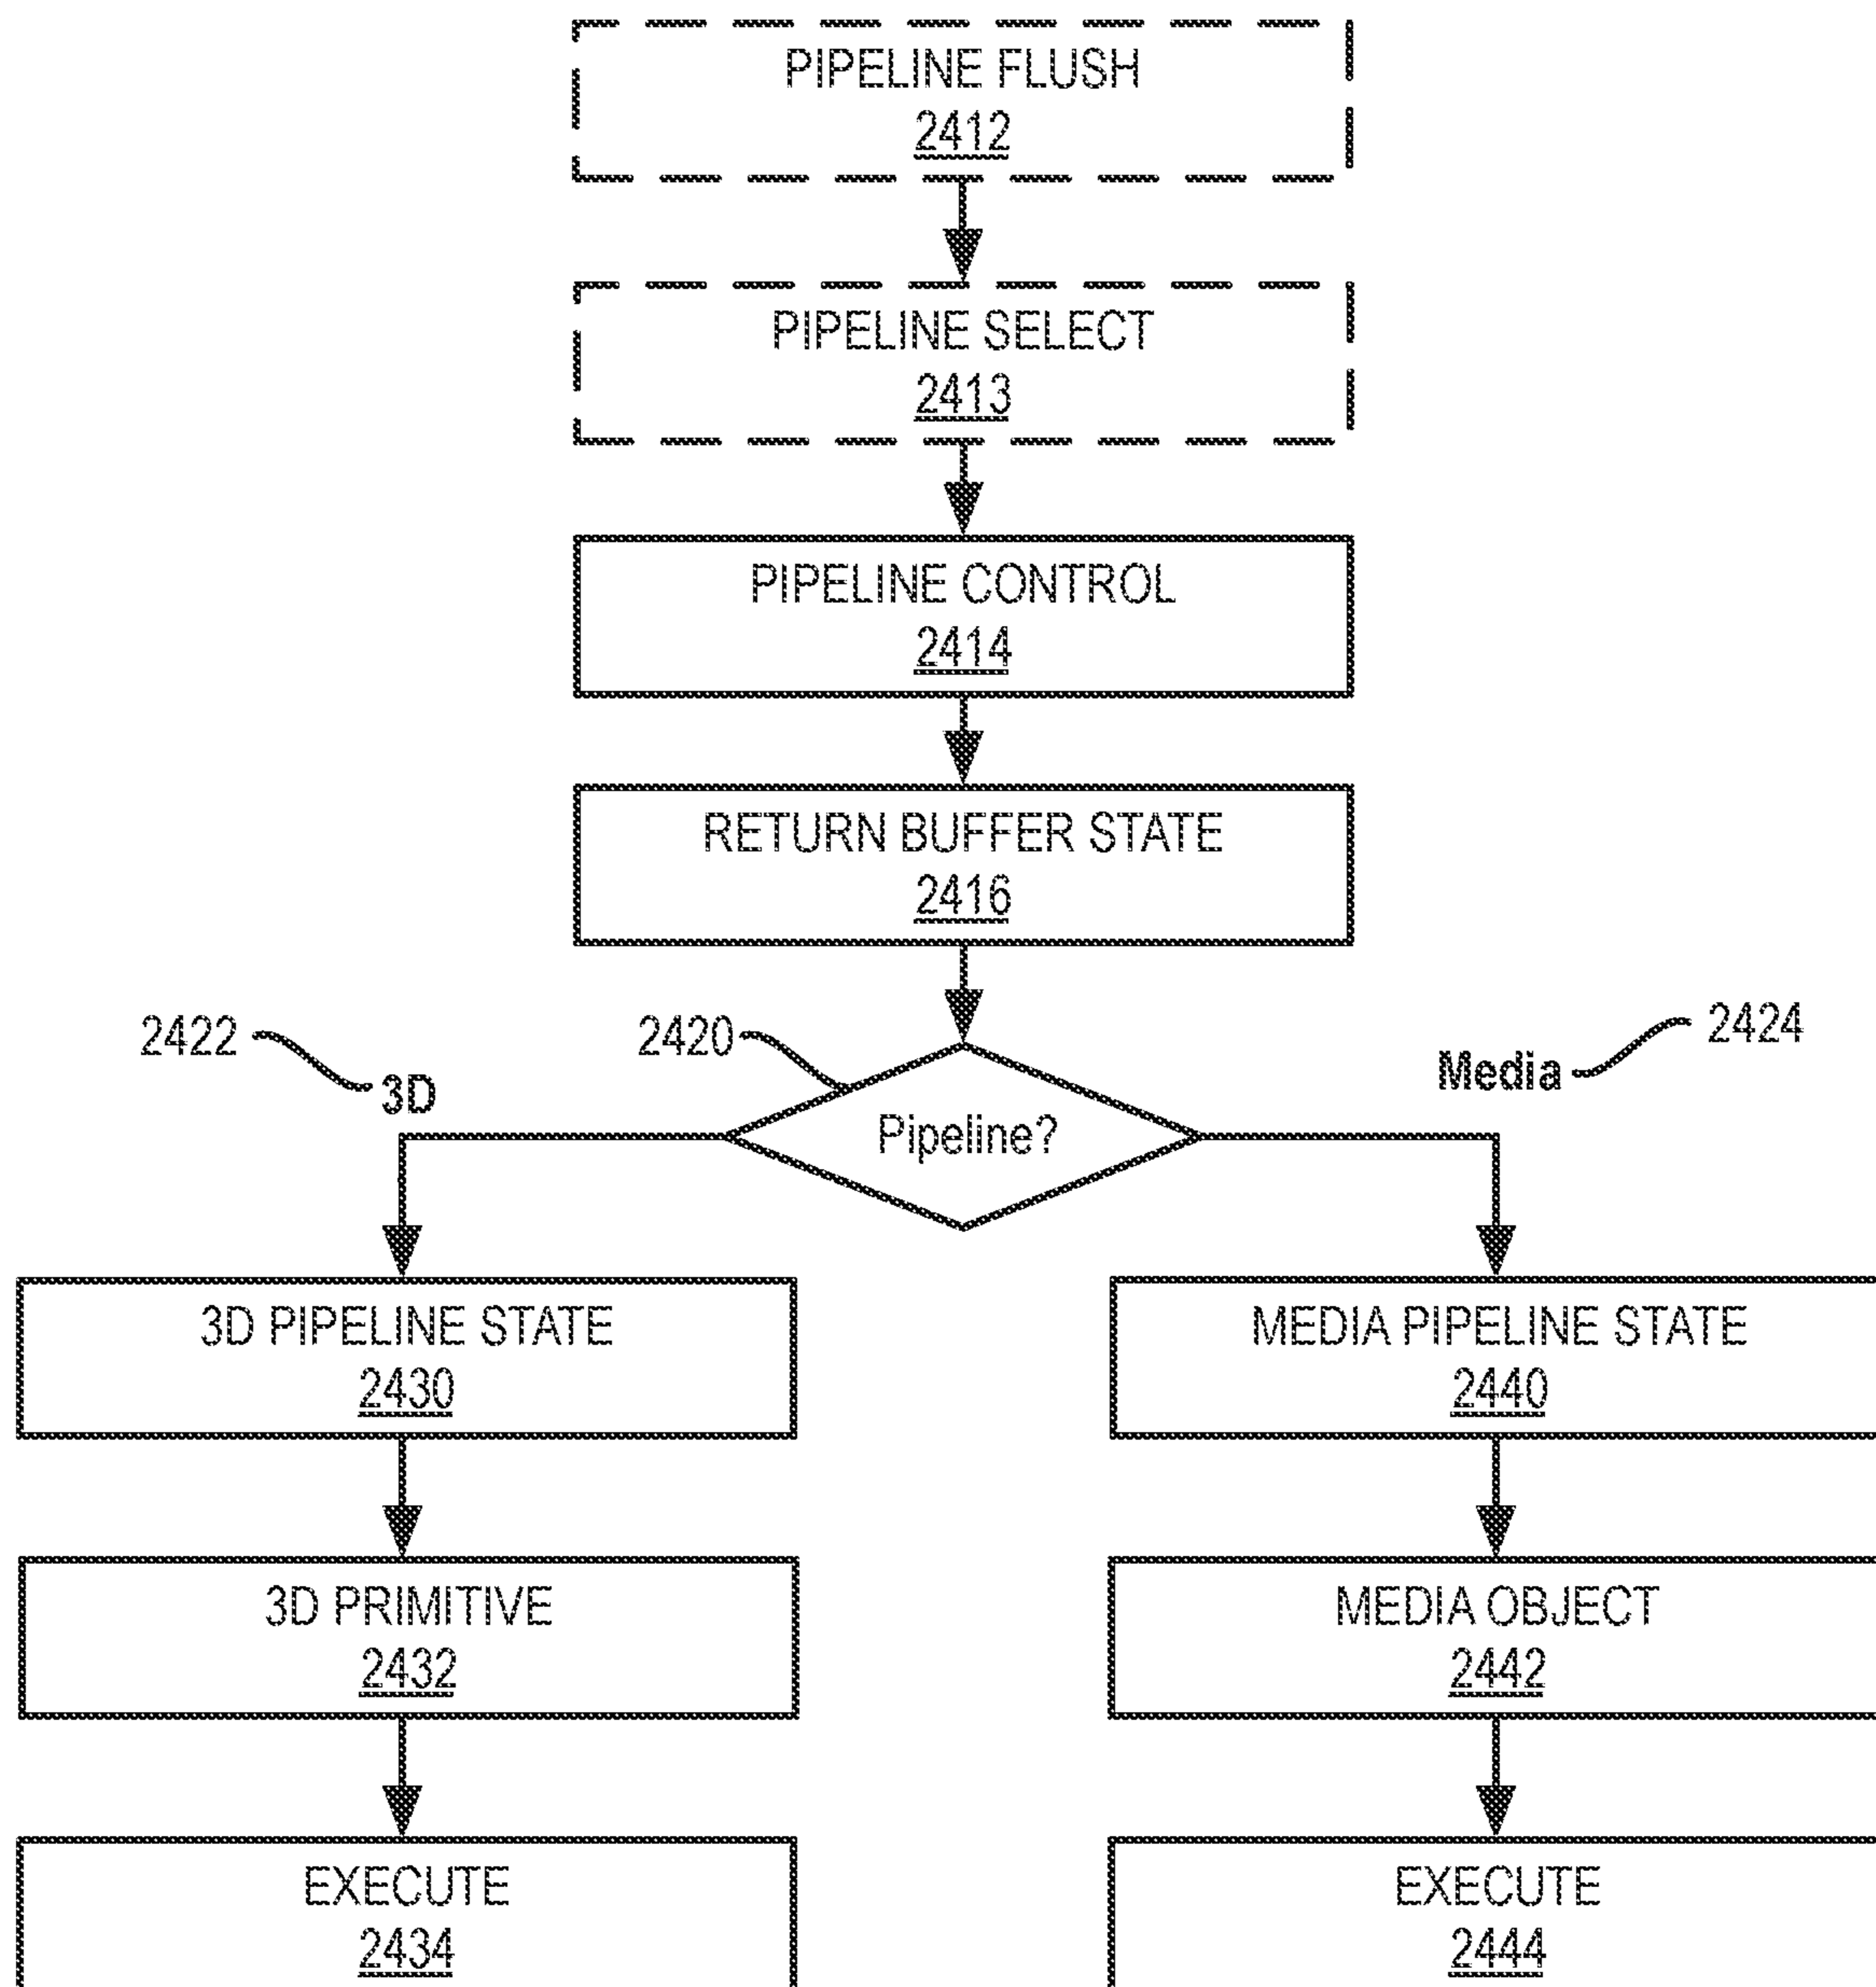 PIPELINE FLUSH
2412
PIPELINE SELECT
2413
PIPELINE CONTROL
2414
RETURN BUFFER STATE
2416
2422
3D
2420
Pipeline?
Media
2424
3D PIPELINE STATE
2430
MEDIA PIPELINE STATE
2440
3D PRIMITIVE
2432
MEDIA OBJECT
2442
EXECUTE
2434
EXECUTE
2444